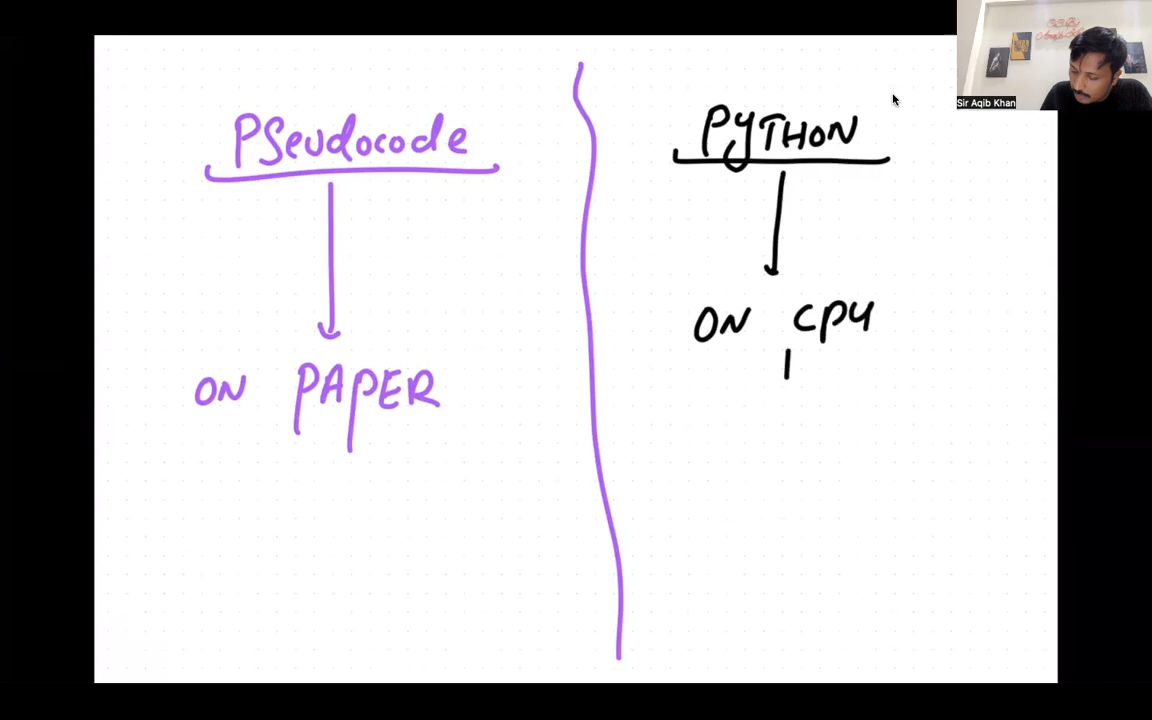 PSeudocode
ON PAPER
PYTHON
ON CPU
Sir Aqib Khan